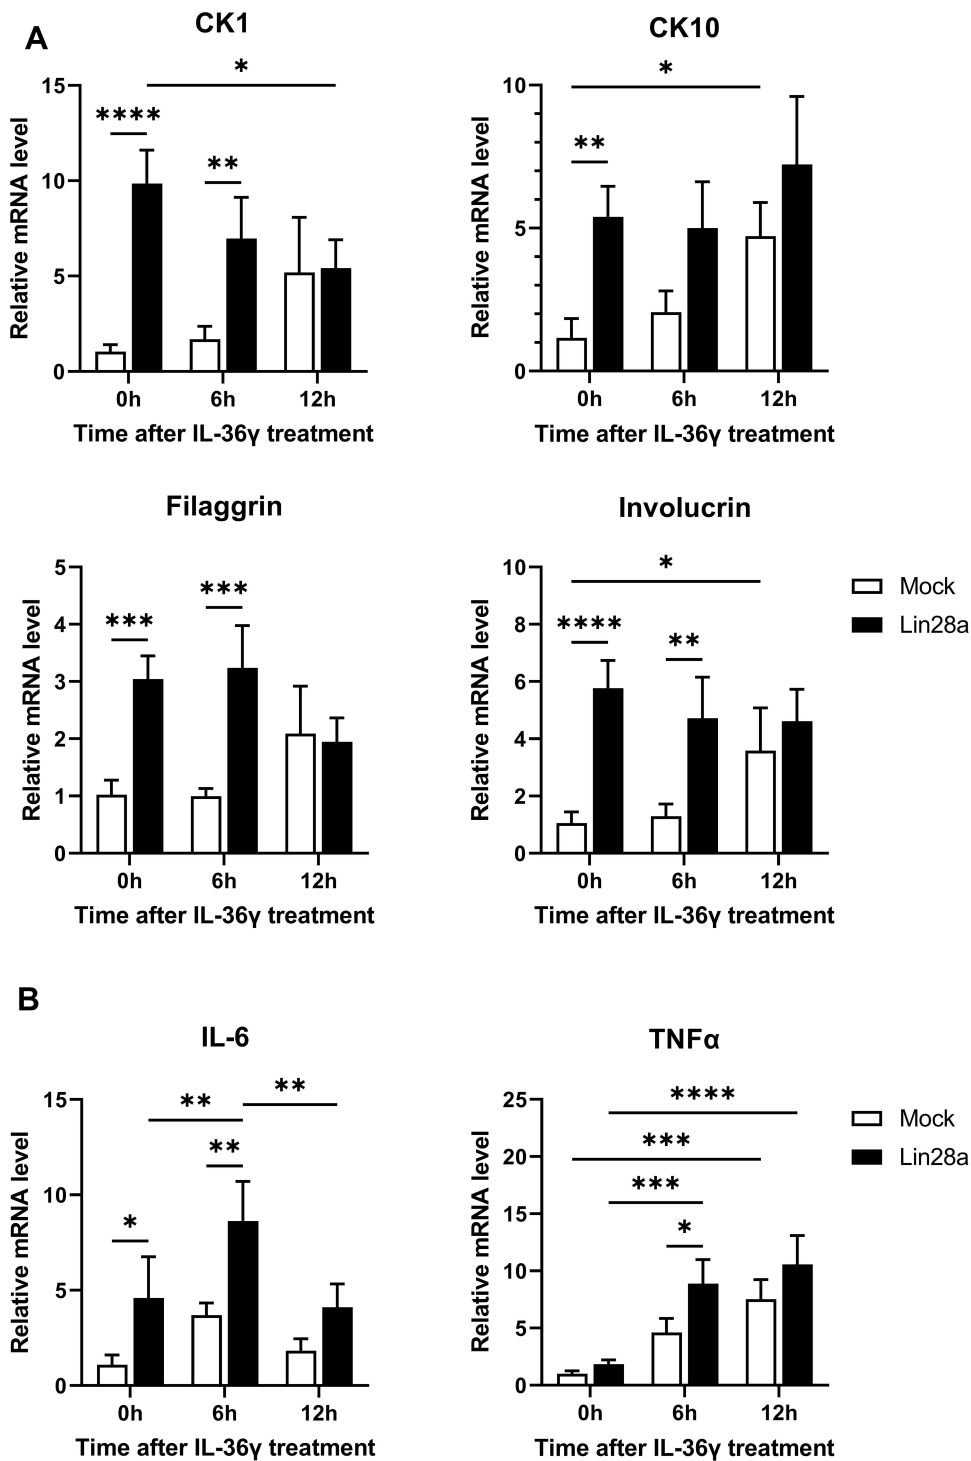 A
CK1
CK10
*
****
**
15
10
5
0
Relative mRNA level
0h 6h 12h
Time after IL-36γ treatment
*
**
10
5
0
Relative mRNA level
0h 6h 12h
Time after IL-36γ treatment
Filaggrin
***
***
5
4
3
2
1
0
Relative mRNA level
0h 6h 12h
Time after IL-36γ treatment
Involucrin
*
****
**
10
8
6
4
2
0
Relative mRNA level
0h 6h 12h
Time after IL-36γ treatment
Mock
Lin28a
B
IL-6
**
**
**
*
15
10
5
0
Relative mRNA level
0h 6h 12h
Time after IL-36γ treatment
TNFα
****
***
***
*
25
20
15
10
5
0
Relative mRNA level
0h 6h 12h
Time after IL-36γ treatment
Mock
Lin28a